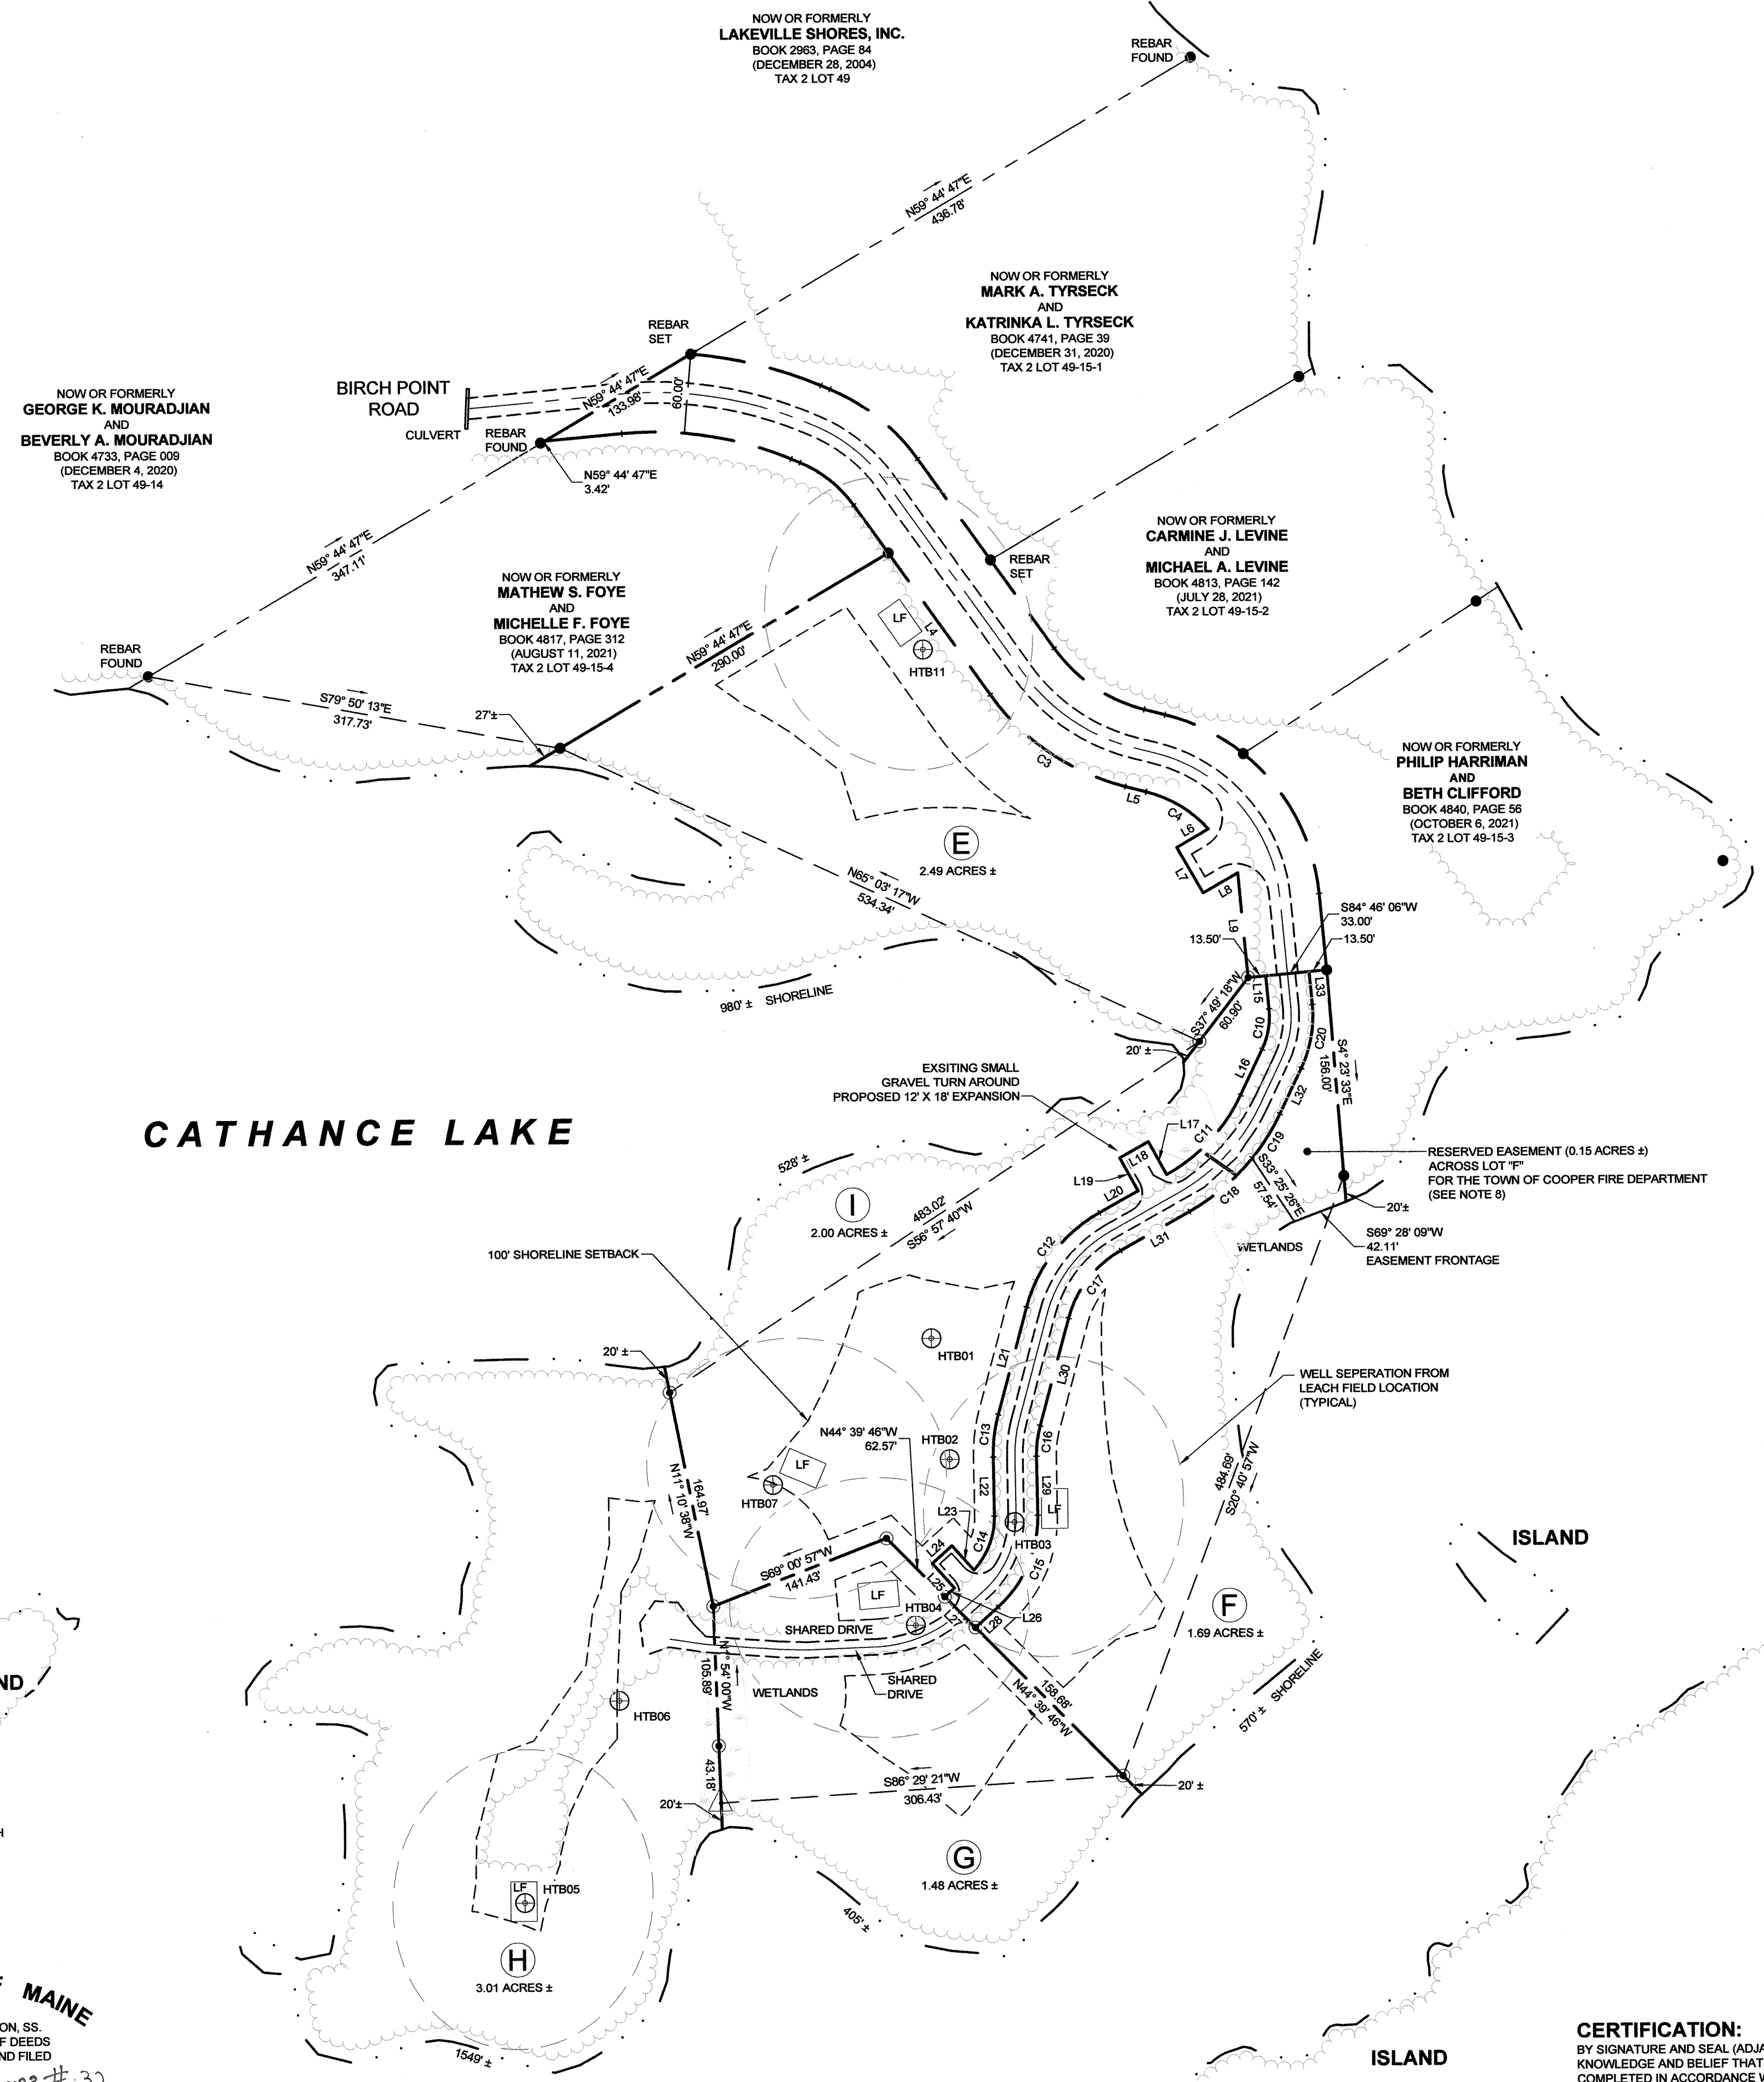 NOW OR FORMERLY
LAKEVILLE SHORES, INC.
BOOK 2963, PAGE 84
(DECEMBER 28, 2004)
TAX 2 LOT 49
REBAR
FOUND
N59° 44' 47"E
436.78'
NOW OR FORMERLY
MARK A. TYRSECK
AND
KATRINKA L. TYRSECK
BOOK 4741, PAGE 39
(DECEMBER 31, 2020)
TAX 2 LOT 49-15-1
REBAR
SET
NOW OR FORMERLY
GEORGE K. MOURADJIAN
AND
BEVERLY A. MOURADJIAN
BOOK 4733, PAGE 009
(DECEMBER 4, 2020)
TAX 2 LOT 49-14
BIRCH POINT
ROAD
CULVERT
REBAR
FOUND
N59° 44' 47"E
133.98'
60.00'
N59° 44' 47"E
3.42'
N59° 44' 47"E
347.11'
NOW OR FORMERLY
CARMINE J. LEVINE
AND
MICHAEL A. LEVINE
BOOK 4813, PAGE 142
(JULY 28, 2021)
TAX 2 LOT 49-15-2
REBAR
SET
NOW OR FORMERLY
MATHEW S. FOYE
AND
MICHELLE F. FOYE
BOOK 4817, PAGE 312
(AUGUST 11, 2021)
TAX 2 LOT 49-15-4
N59° 44' 47"E
290.00'
LF
L4
HTB11
REBAR
FOUND
S79° 50' 13"E
317.73'
27'±
C3
L5
C4
L6
L7
L8
L9
NOW OR FORMERLY
PHILIP HARRIMAN
AND
BETH CLIFFORD
BOOK 4840, PAGE 56
(OCTOBER 6, 2021)
TAX 2 LOT 49-15-3
E
2.49 ACRES ±
N65° 03' 17"W
534.34'
S84° 46' 06"W
33.00'
13.50'
13.50'
980' ± SHORELINE
S37° 49' 18"W
60.90'
L15
L33
C10
C20
20' ±
L16
L32
S4° 23' 33"E
156.00'
EXSITING SMALL
GRAVEL TURN AROUND
PROPOSED 12' X 18' EXPANSION
CATHANCE LAKE
L17
C11
C19
L18
L19
L20
S33° 25' 26"E
57.54'
C18
RESERVED EASEMENT (0.15 ACRES ±)
ACROSS LOT "F"
FOR THE TOWN OF COOPER FIRE DEPARTMENT
(SEE NOTE 8)
528' ±
I
2.00 ACRES ±
483.02'
S56° 57' 40"W
20'±
S69° 28' 09"W
42.11'
EASEMENT FRONTAGE
WETLANDS
100' SHORELINE SETBACK
C12
L31
C17
HTB01
20' ±
L21
L30
WELL SEPERATION FROM
LEACH FIELD LOCATION
(TYPICAL)
N44° 39' 46"W
62.57'
HTB02
C13
C16
164.97'
N11° 10' 38"W
LF
HTB07
L22
L29
LF
484.69'
S20° 40' 57"W
L23
L24
C14
HTB03
C15
ISLAND
S69° 00' 57"W
141.43'
LF
L25
HTB04
L26
L27
L28
F
1.69 ACRES ±
SHARED DRIVE
N1° 54' 00"W
105.89'
WETLANDS
SHARED
DRIVE
HTB06
158.68'
N44° 39' 46"W
570' ± SHORELINE
ND
43.18'
S86° 29' 21"W
306.43'
20' ±
20'±
G
1.48 ACRES ±
LF
HTB05
405' ±
H
3.01 ACRES ±
MAINE
ON, SS.
F DEEDS
ND FILED
1549' ±
ISLAND
CERTIFICATION:
BY SIGNATURE AND SEAL (ADJA
KNOWLEDGE AND BELIEF THAT
COMPLETED IN ACCORDANCE W